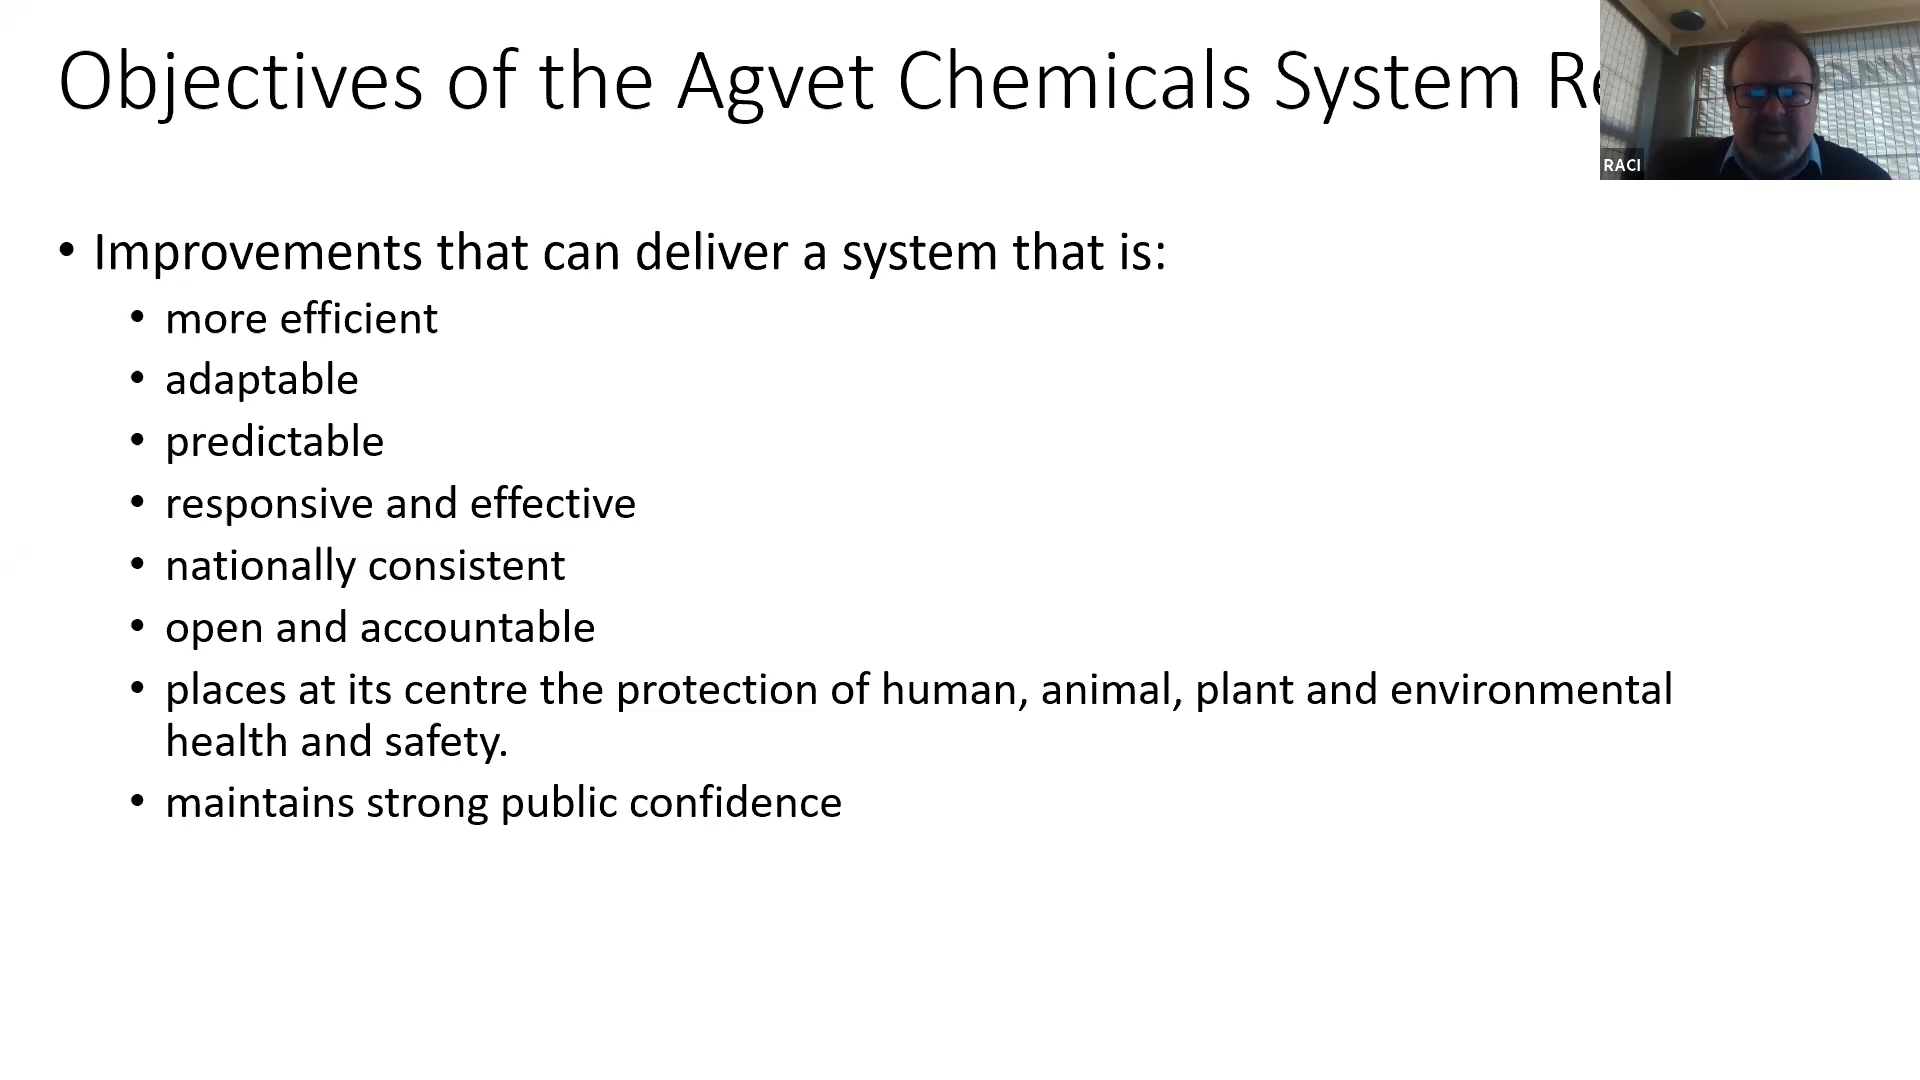 Objectives of the Agvet Chemicals System
RACI
• Improvements that can deliver a system that is:
• more efficient
• adaptable
• predictable
• responsive and effective
• nationally consistent
• open and accountable
• places at its centre the protection of human, animal, plant and environmental
health and safety.
• maintains strong public confidence